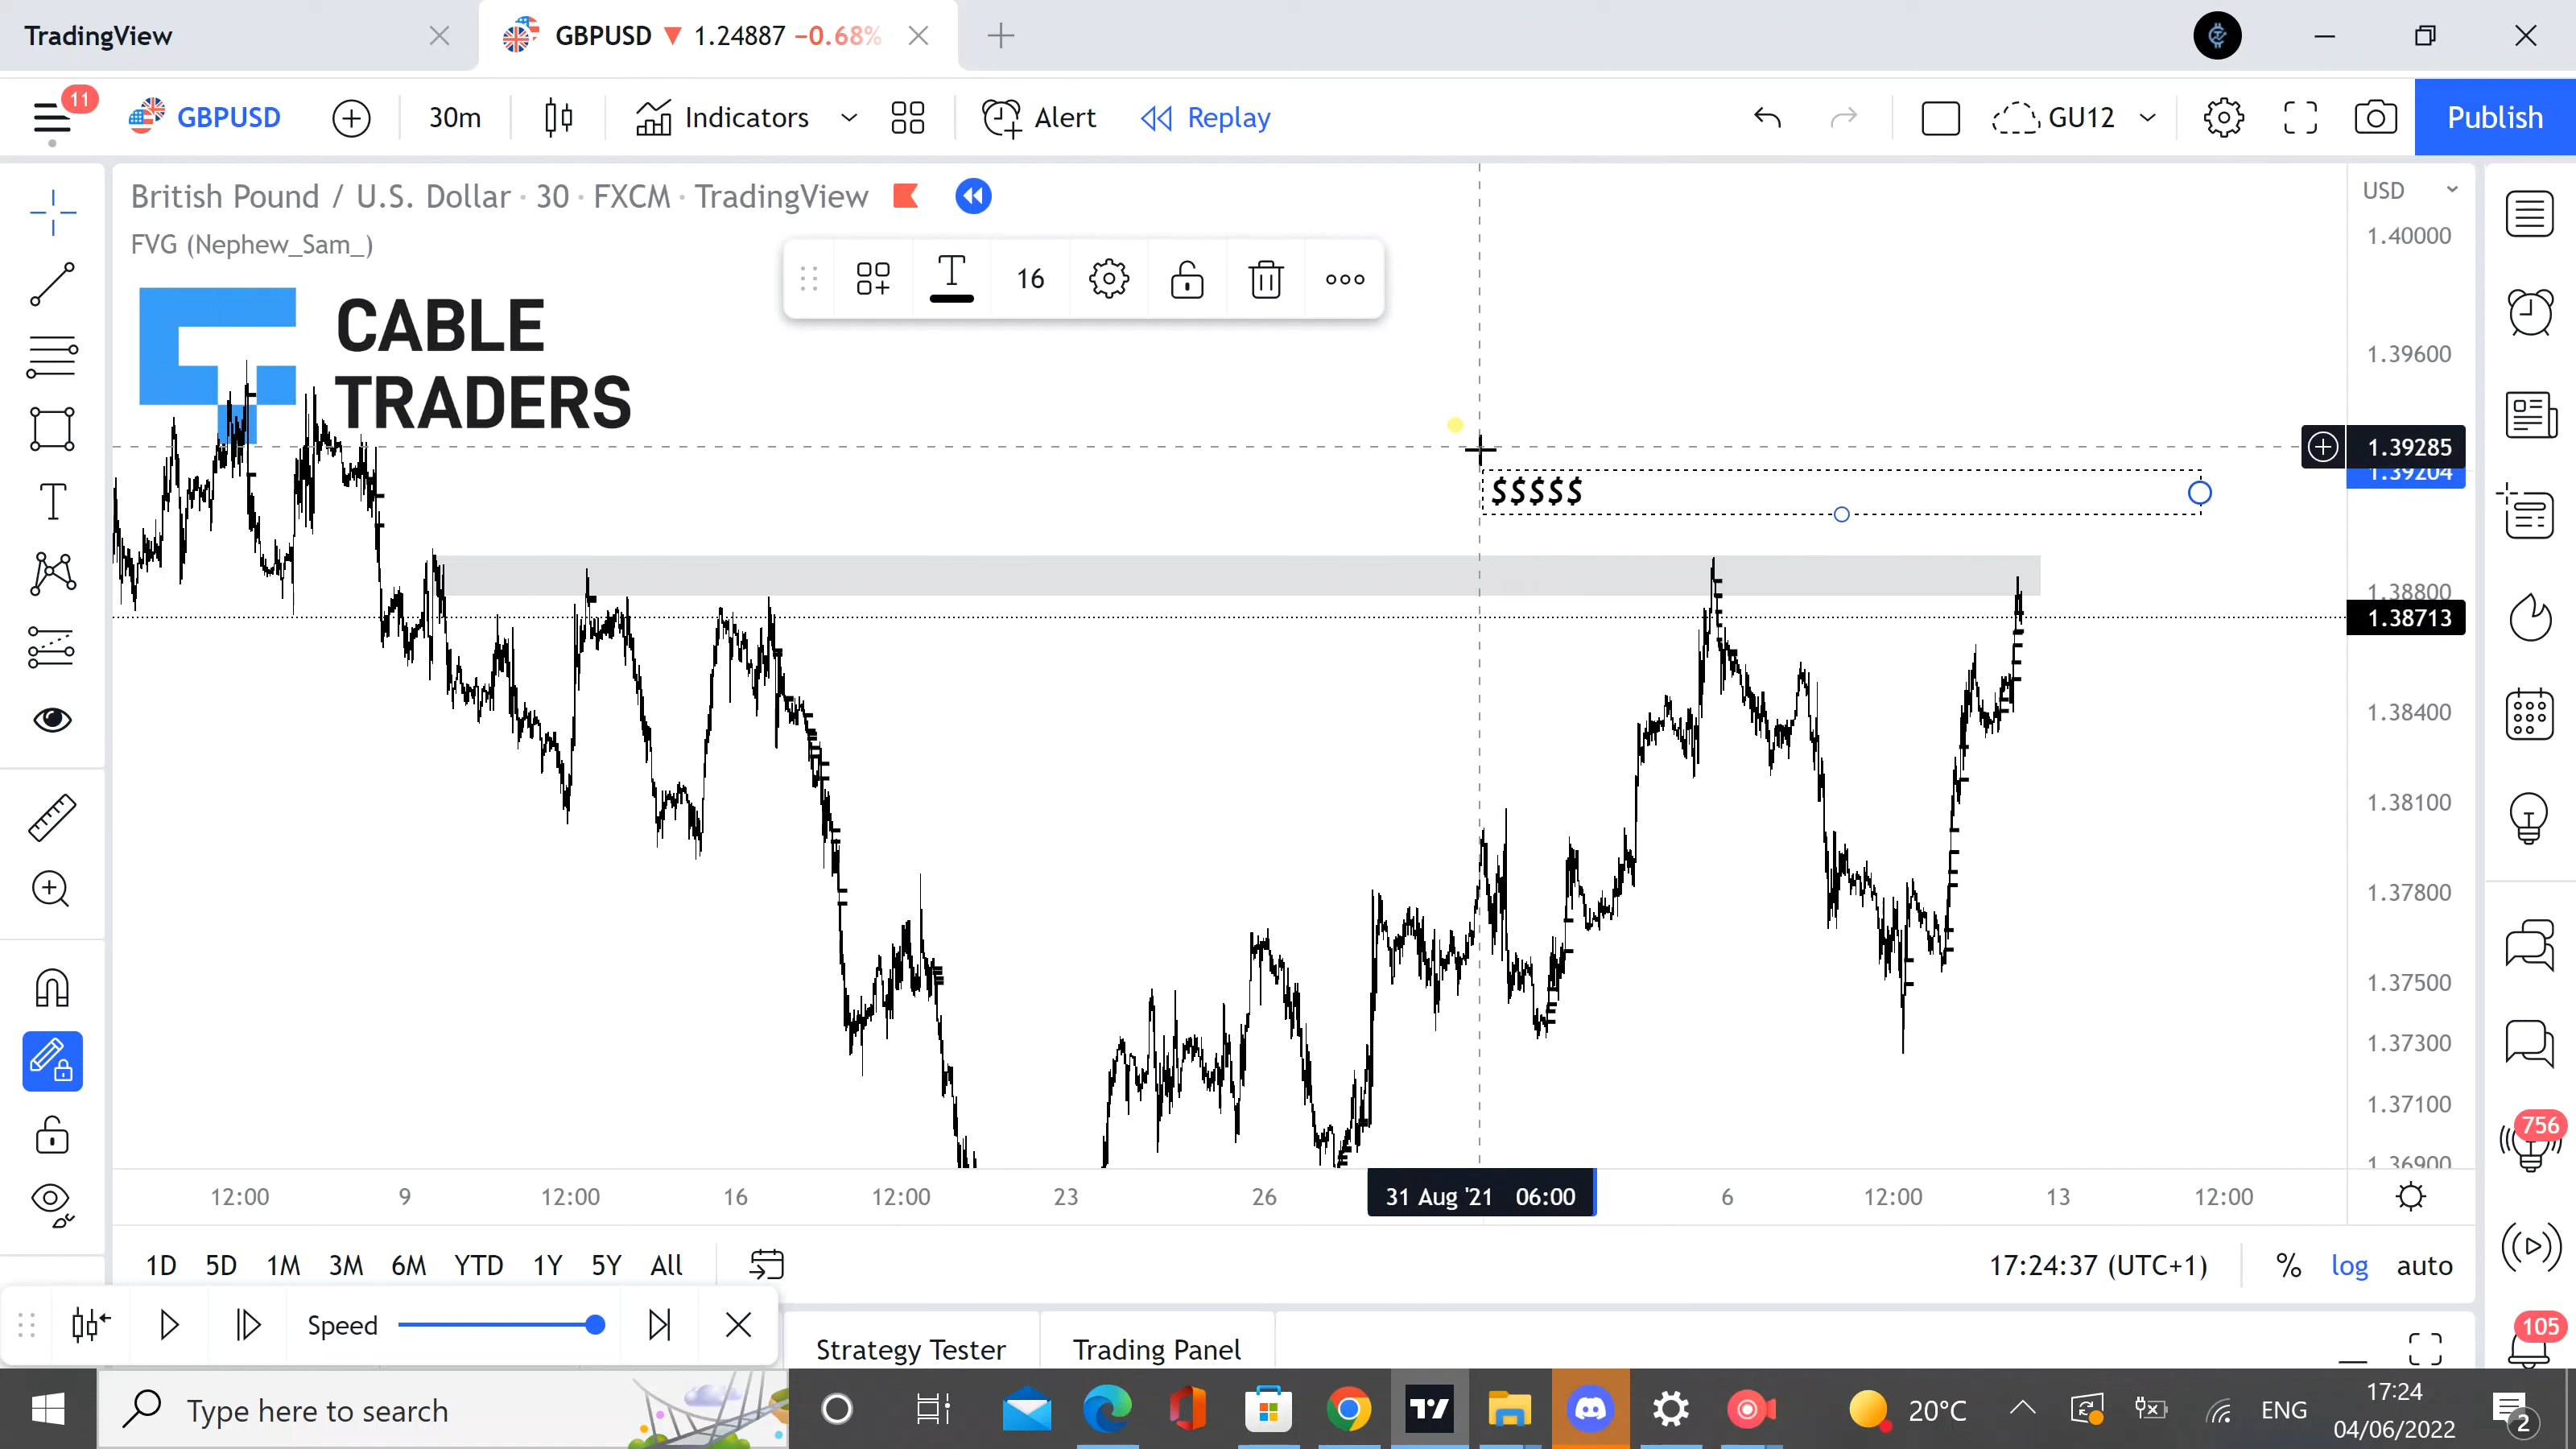 TradingView
GBPUSD ▼ 1.24887 −0.68%
11
GBPUSD
30m
Indicators
Alert
Replay
GU12
Publish
British Pound / U.S. Dollar · 30 · FXCM · TradingView
FVG (Nephew_Sam_)
T
16
CABLE
TRADERS
$$$$$
USD
1.40000
1.39600
1.39285
1.39204
1.38800
1.38713
1.38400
1.38100
1.37800
1.37500
1.37300
1.37100
1.36900
12:00
9
12:00
16
12:00
23
26
31 Aug '21 06:00
6
12:00
13
12:00
1D 5D 1M 3M 6M YTD 1Y 5Y All
17:24:37 (UTC+1)
%
log
auto
Speed
Strategy Tester
Trading Panel
756
105
Type here to search
20°C
ENG
17:24
04/06/2022
2